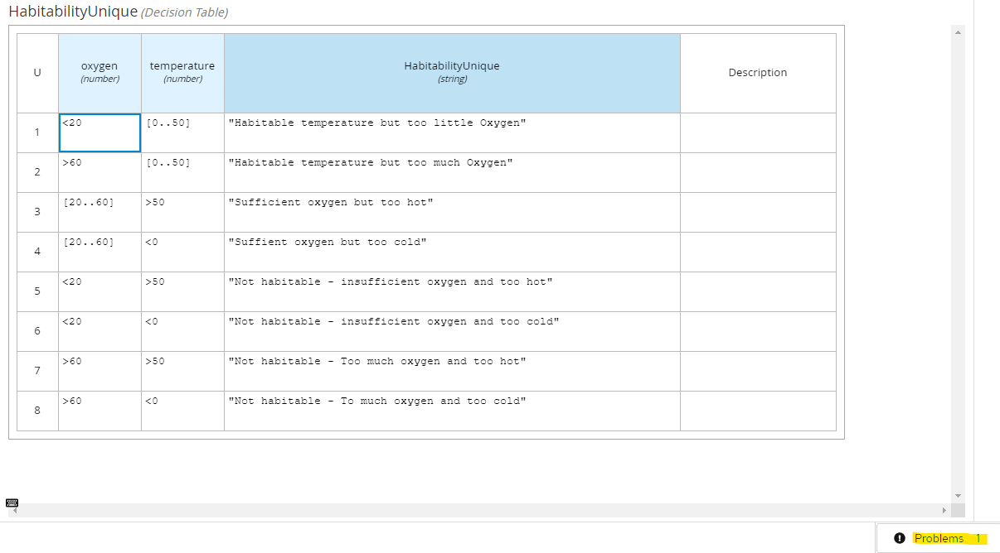 HabitabilityUnique (Decision Table)
U oxygen (number) temperature (number) HabitabilityUnique (string) Description
1 <20 [0..50] "Habitable temperature but too little Oxygen"
2 >60 [0..50] "Habitable temperature but too much Oxygen"
3 [20..60] >50 "Sufficient oxygen but too hot"
4 [20..60] <0 "Suffient oxygen but too cold"
5 <20 >50 "Not habitable - insufficient oxygen and too hot"
6 <20 <0 "Not habitable - insufficient oxygen and too cold"
7 >60 >50 "Not habitable - Too much oxygen and too hot"
8 >60 <0 "Not habitable - To much oxygen and too cold"
Problems 1